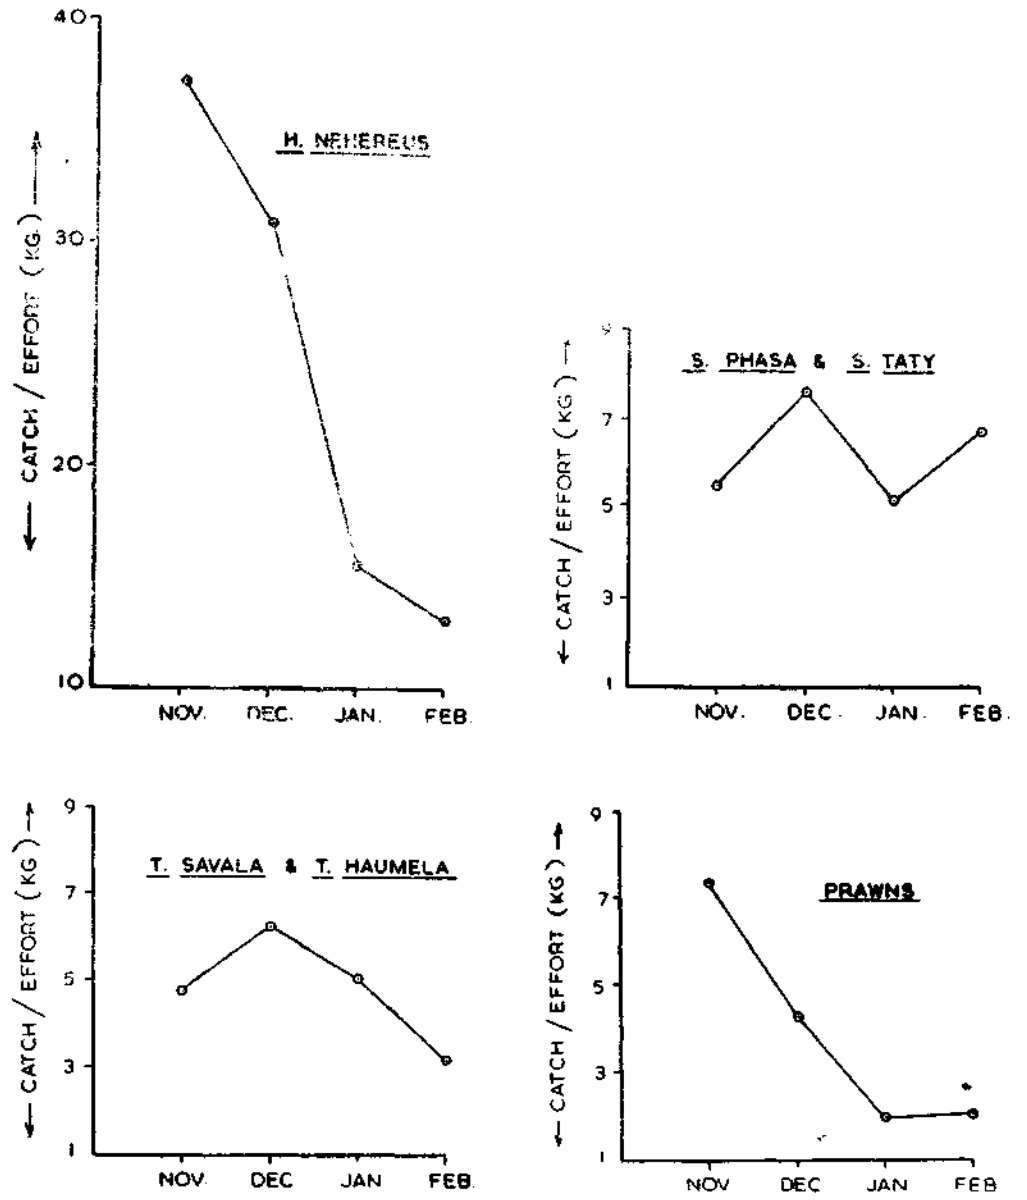 40
H. NEHEREUS
30
20
10
← CATCH / EFFORT (KG.) →
NOV. DEC. JAN. FEB.
9
S. PHASA & S. TATY
7
5
3
1
← CATCH / EFFORT (KG) →
NOV. DEC. JAN. FEB.
9
T. SAVALA & T. HAUMELA
7
5
3
1
← CATCH / EFFORT (KG) →
NOV. DEC JAN FEB.
9
PRAWNS
7
5
3
1
← CATCH / EFFORT (KG) →
NOV DEC JAN FEB.